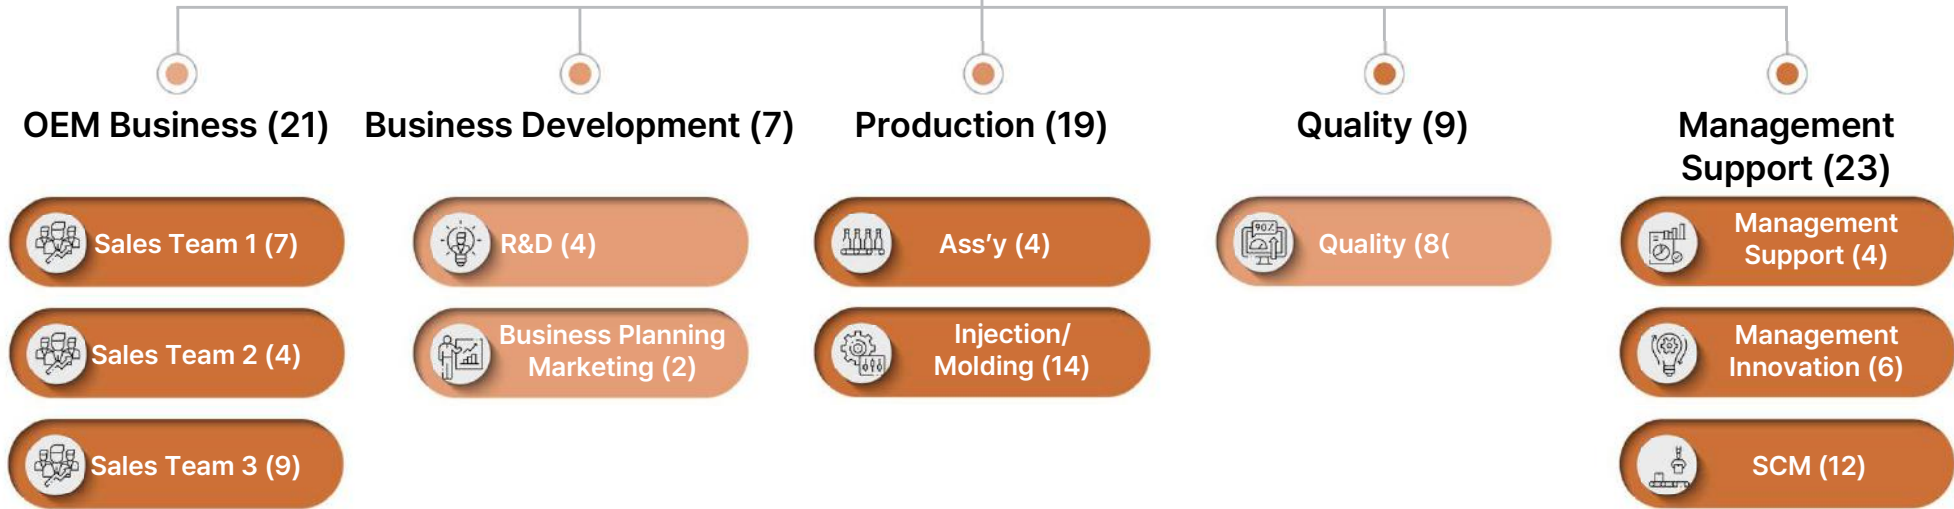 OEM Business (21)
Sales Team 1 (7)
Sales Team 2 (4)
Sales Team 3 (9)
Business Development (7)
R&D (4)
Business Planning
Marketing (2)
Production (19)
Ass’y (4)
Injection/
Molding (14)
Quality (9)
90%
Quality (8(
Management
Support (23)
Management
Support (4)
Management
Innovation (6)
SCM (12)